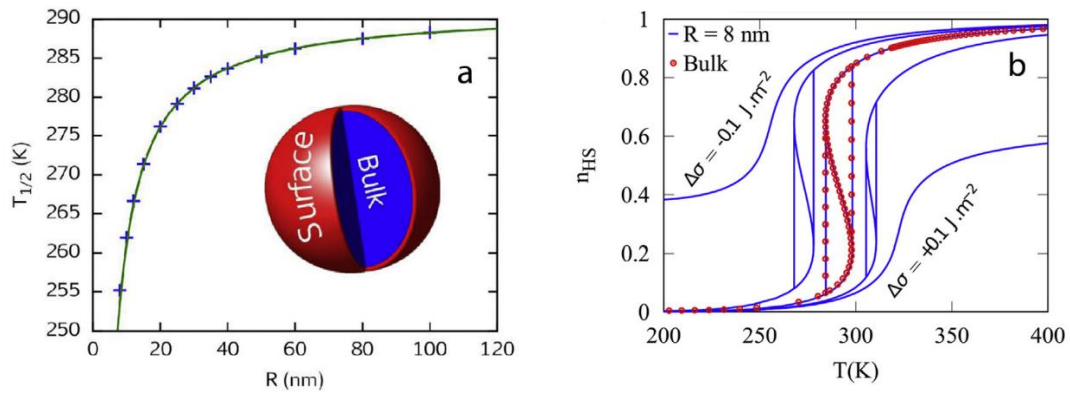 a
T1/2 (K)
290
285
280
275
270
265
260
255
250
0 20 40 60 80 100 120
R (nm)
Surface
Bulk
b
R = 8 nm
Bulk
nHS
1
0.8
0.6
0.4
0.2
0
200 250 300 350 400
T(K)
Δσ = -0.1 J.m-2
Δσ = +0.1 J.m-2